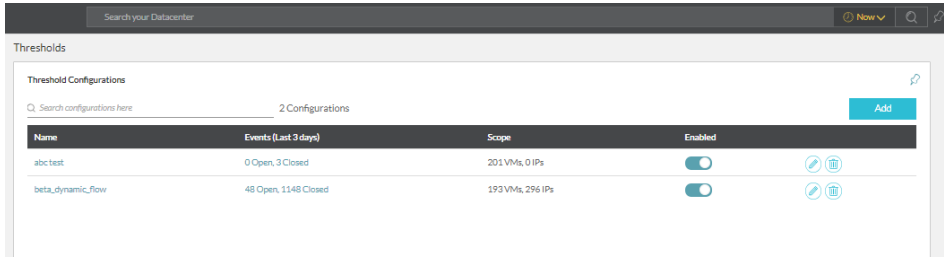 Search your Datacenter Now
Thresholds
Threshold Configurations
Search configurations here 2 Configurations Add
Name Events (Last 3 days) Scope Enabled
abc test 0 Open, 3 Closed 201 VMs, 0 IPs
beta_dynamic_flow 48 Open, 1148 Closed 193 VMs, 296 IPs